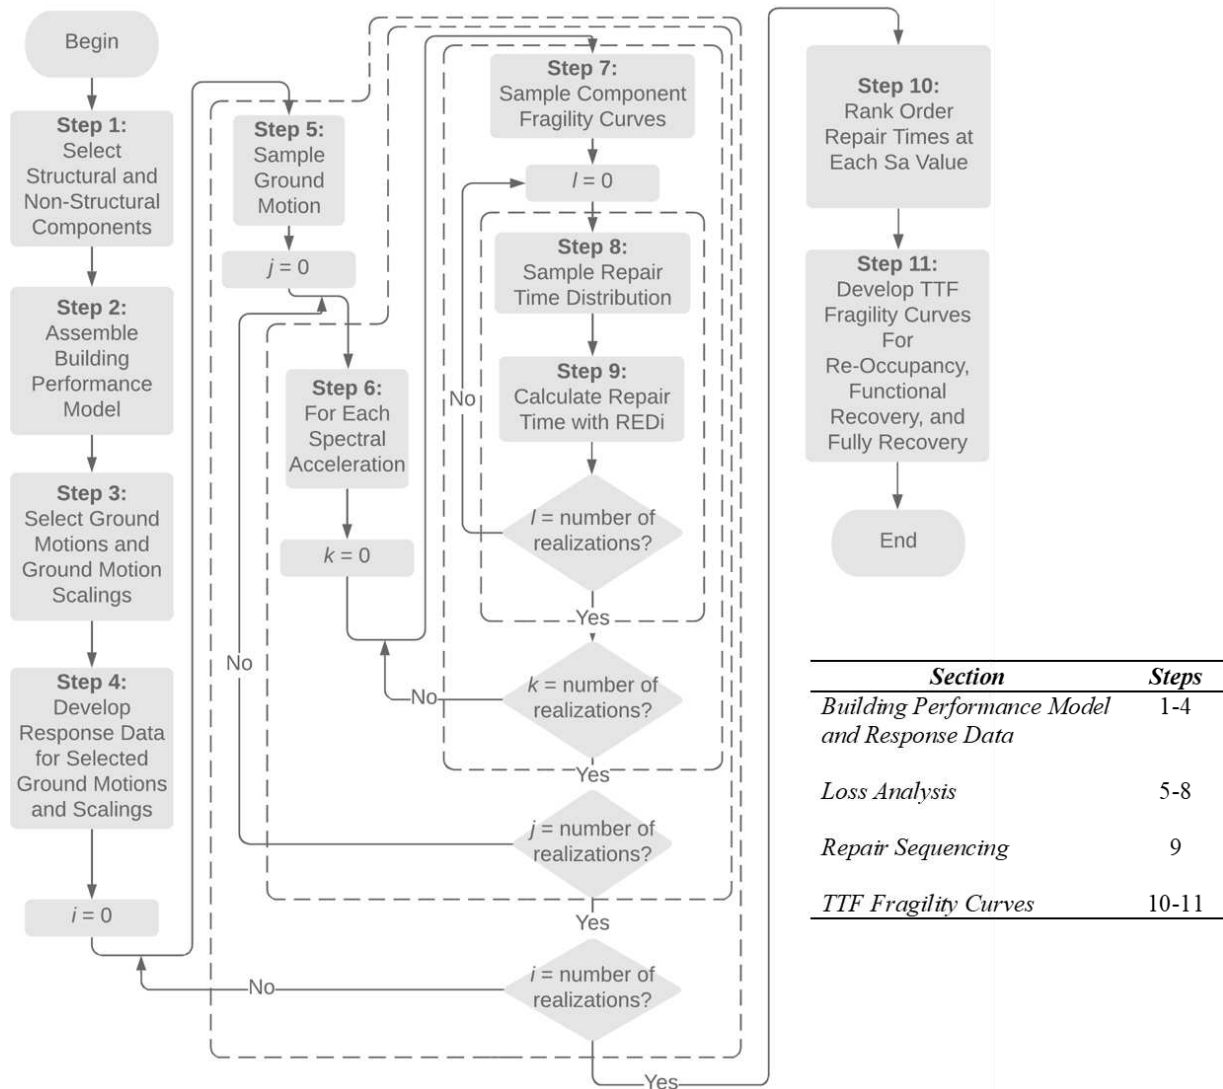 Begin
Step 1:
Select
Structural and
Non-Structural
Components
Step 2:
Assemble
Building
Performance
Model
Step 3:
Select Ground
Motions and
Ground Motion
Scalings
Step 4:
Develop
Response Data
for Selected
Ground Motions
and Scalings
i = 0
Step 5:
Sample
Ground
Motion
j = 0
Step 6:
For Each
Spectral
Acceleration
k = 0
Step 7:
Sample Component
Fragility Curves
l = 0
Step 8:
Sample Repair
Time Distribution
Step 9:
Calculate Repair
Time with REDi
l = number of
realizations?
No
Yes
k = number of
realizations?
No
Yes
j = number of
realizations?
No
Yes
i = number of
realizations?
No
Yes
Step 10:
Rank Order
Repair Times at
Each Sa Value
Step 11:
Develop TTF
Fragility Curves
For
Re-Occupancy,
Functional
Recovery, and
Fully Recovery
End
Section Steps
Building Performance Model 1-4
and Response Data
Loss Analysis 5-8
Repair Sequencing 9
TTF Fragility Curves 10-11